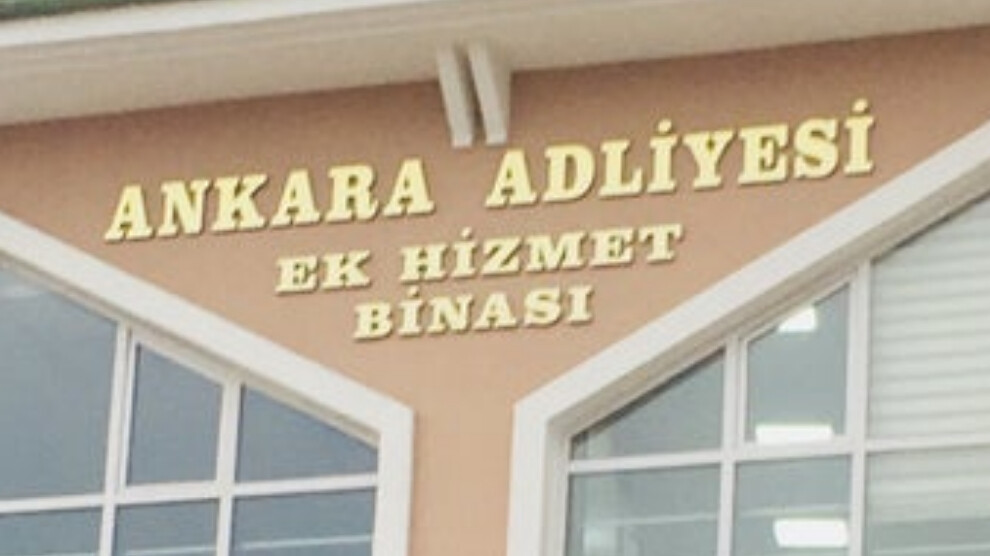 ANKARA ADLİYESİ
EK HİZMET
BİNASI